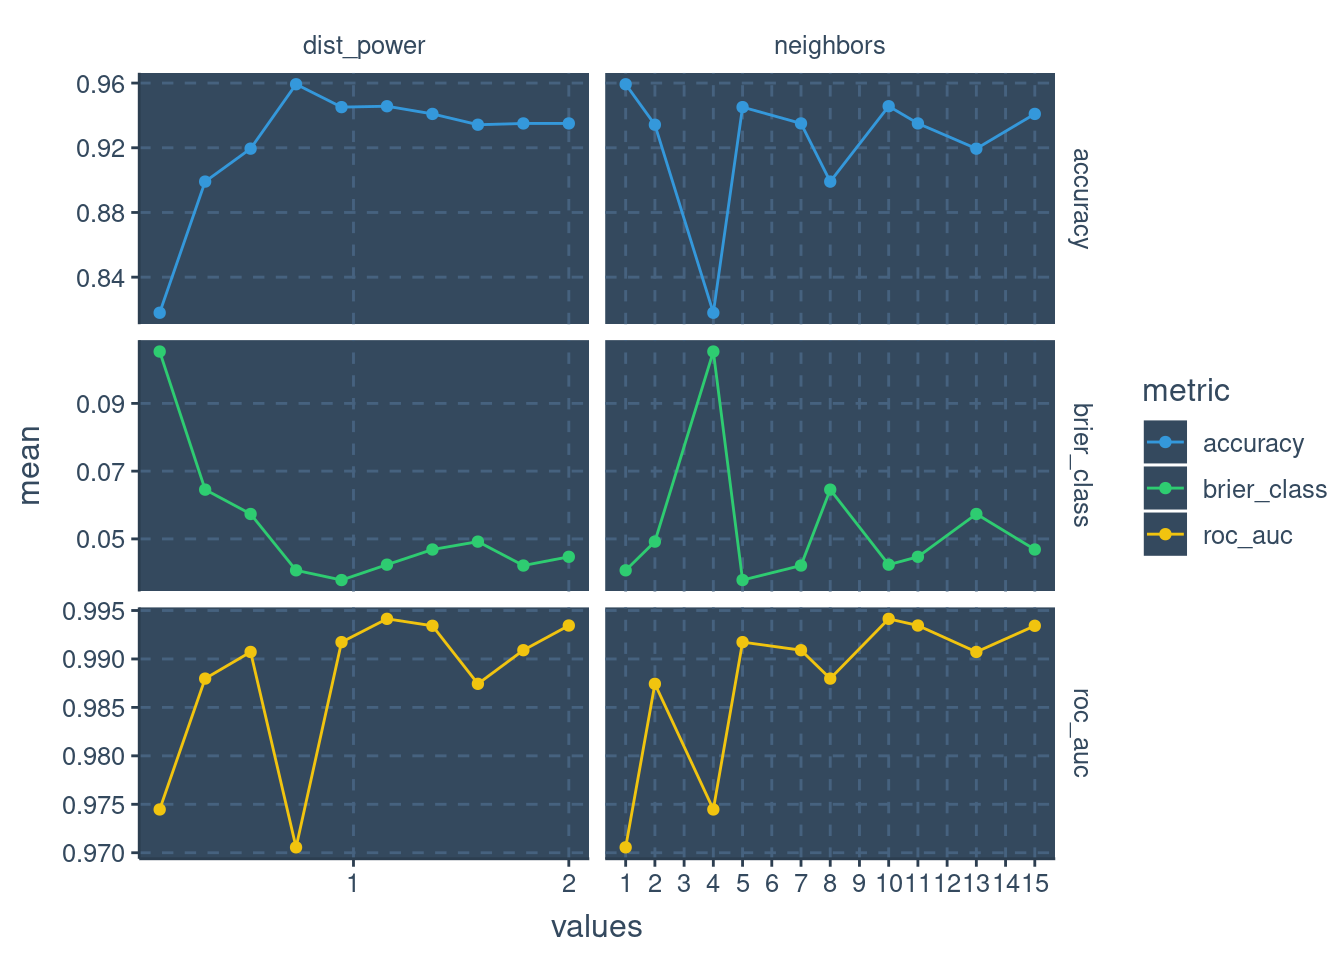 dist_power
neighbors
0.96
0.92
0.88
0.84
accuracy
0.09
0.07
0.05
brier_class
0.995
0.990
0.985
0.980
0.975
0.970
roc_auc
1 2
1 2 3 4 5 6 7 8 9 10 11 12 13 14 15
values
mean
metric
accuracy
brier_class
roc_auc